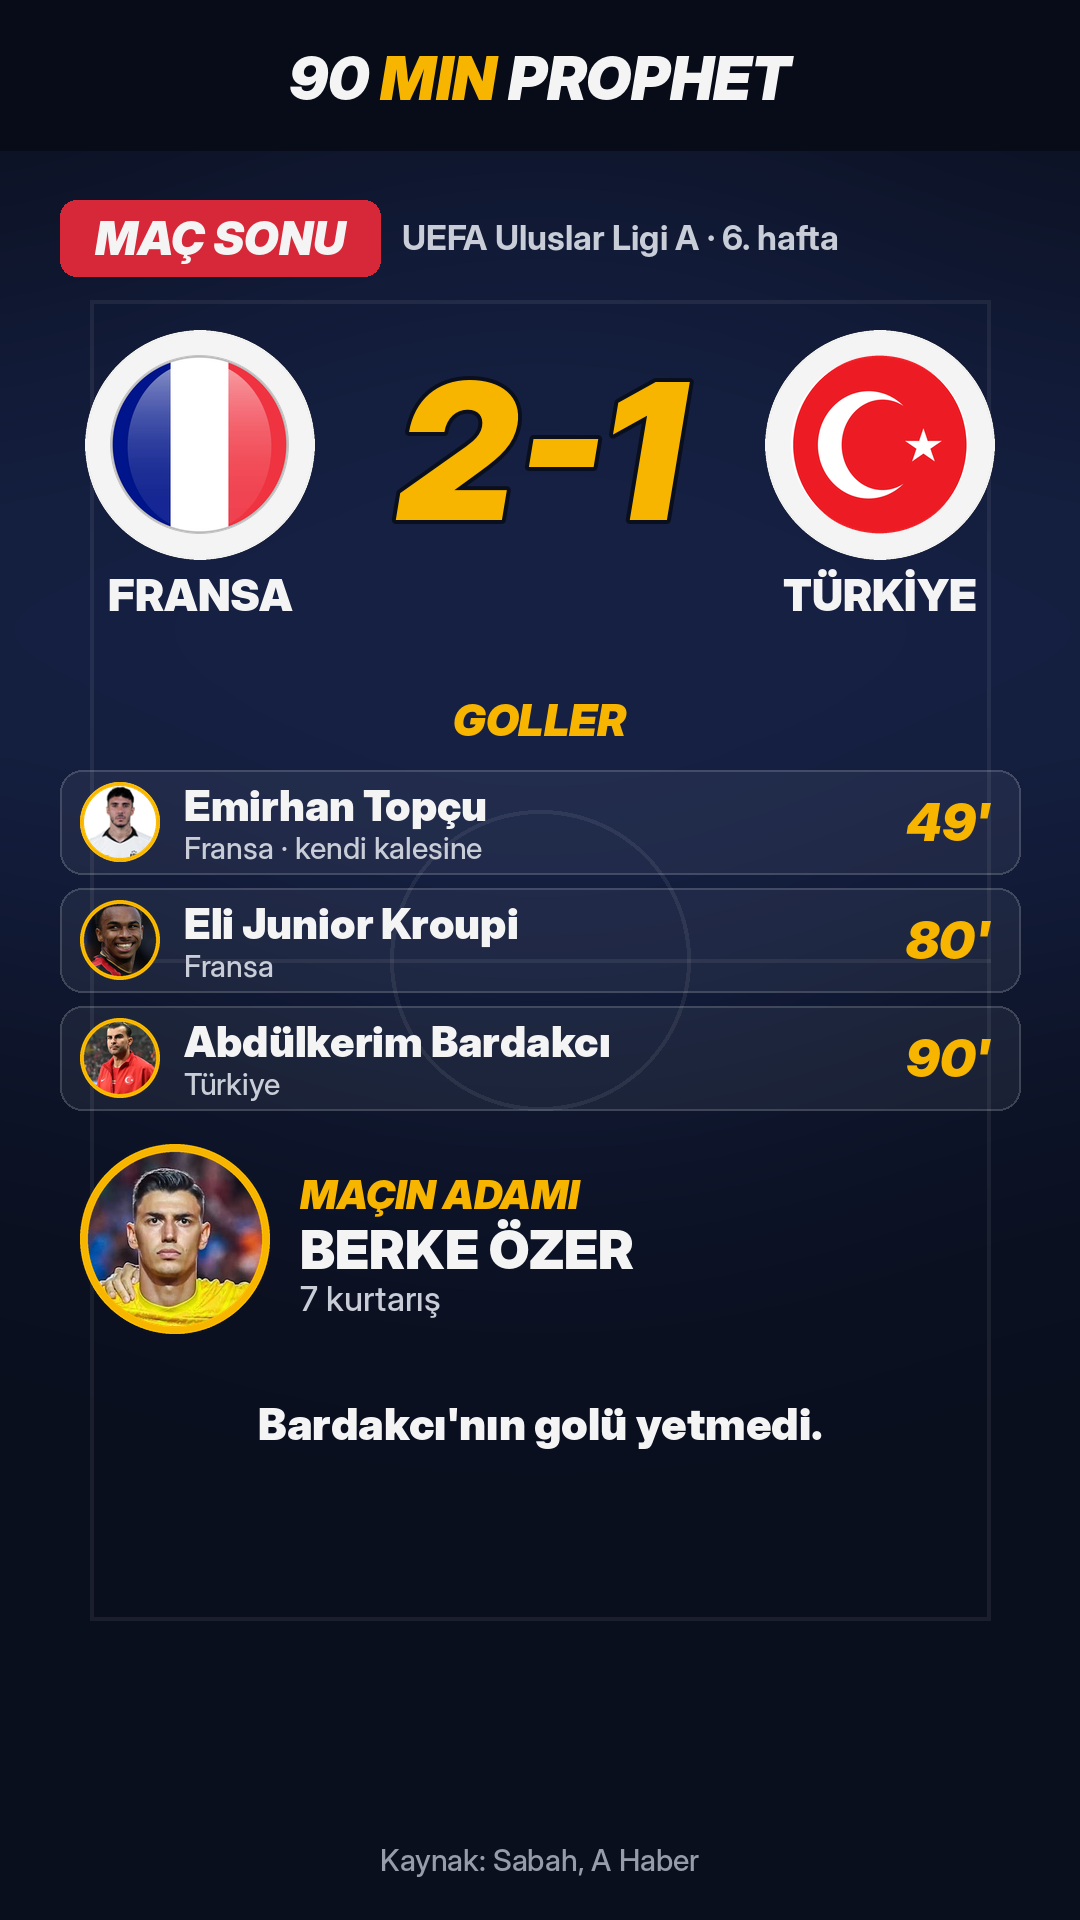 90 MIN PROPHET
MAÇ SONU
UEFA Uluslar Ligi A · 6. hafta
2-1
FRANSA
TÜRKİYE
GOLLER
Emirhan Topçu
49'
Fransa · kendi kalesine
Eli Junior Kroupi
80'
Fransa
Abdülkerim Bardakcı
90'
Türkiye
MAÇIN ADAMI
BERKE ÖZER
7 kurtarış
Bardakcı'nın golü yetmedi.
Kaynak: Sabah, A Haber